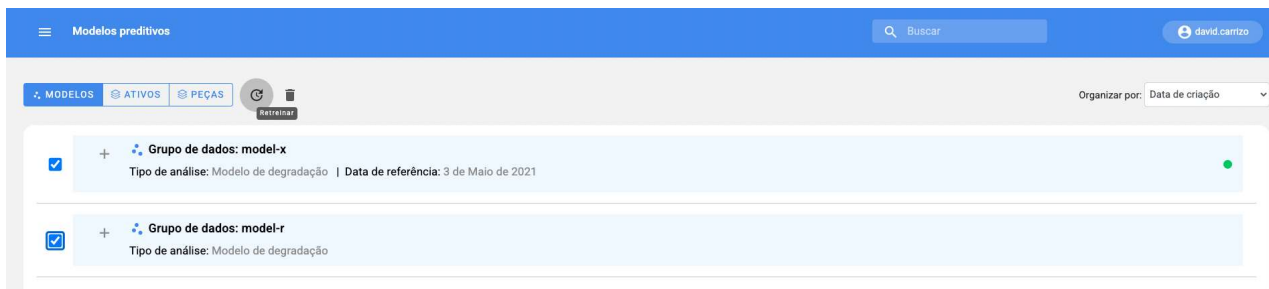 Modelos preditivos
Buscar
david.carrizo
MODELOS
ATIVOS
PEÇAS
Retreinar
Organizar por: Data de criação
Grupo de dados: model-x
Tipo de análise: Modelo de degradação | Data de referência: 3 de Maio de 2021
Grupo de dados: model-r
Tipo de análise: Modelo de degradação